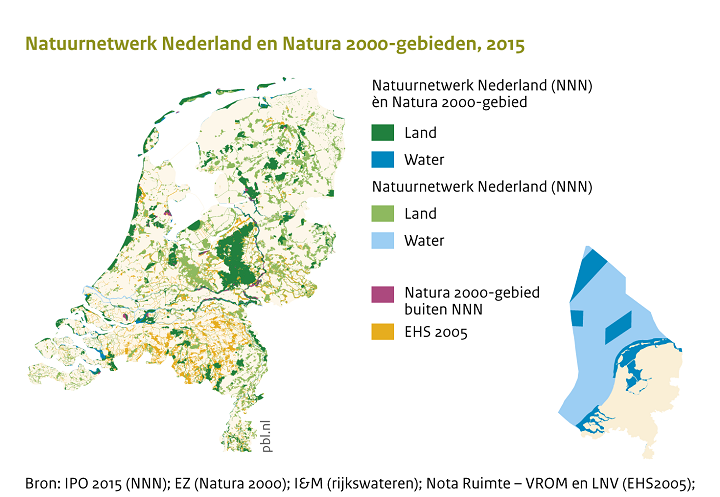 Natuurnetwerk Nederland en Natura 2000-gebieden, 2015
Natuurnetwerk Nederland (NNN)
èn Natura 2000-gebied
Land
Water
Natuurnetwerk Nederland (NNN)
Land
Water
Natura 2000-gebied
buiten NNN
EHS 2005
pbl.nl
Bron: IPO 2015 (NNN); EZ (Natura 2000); I&M (rijkswateren); Nota Ruimte – VROM en LNV (EHS2005);